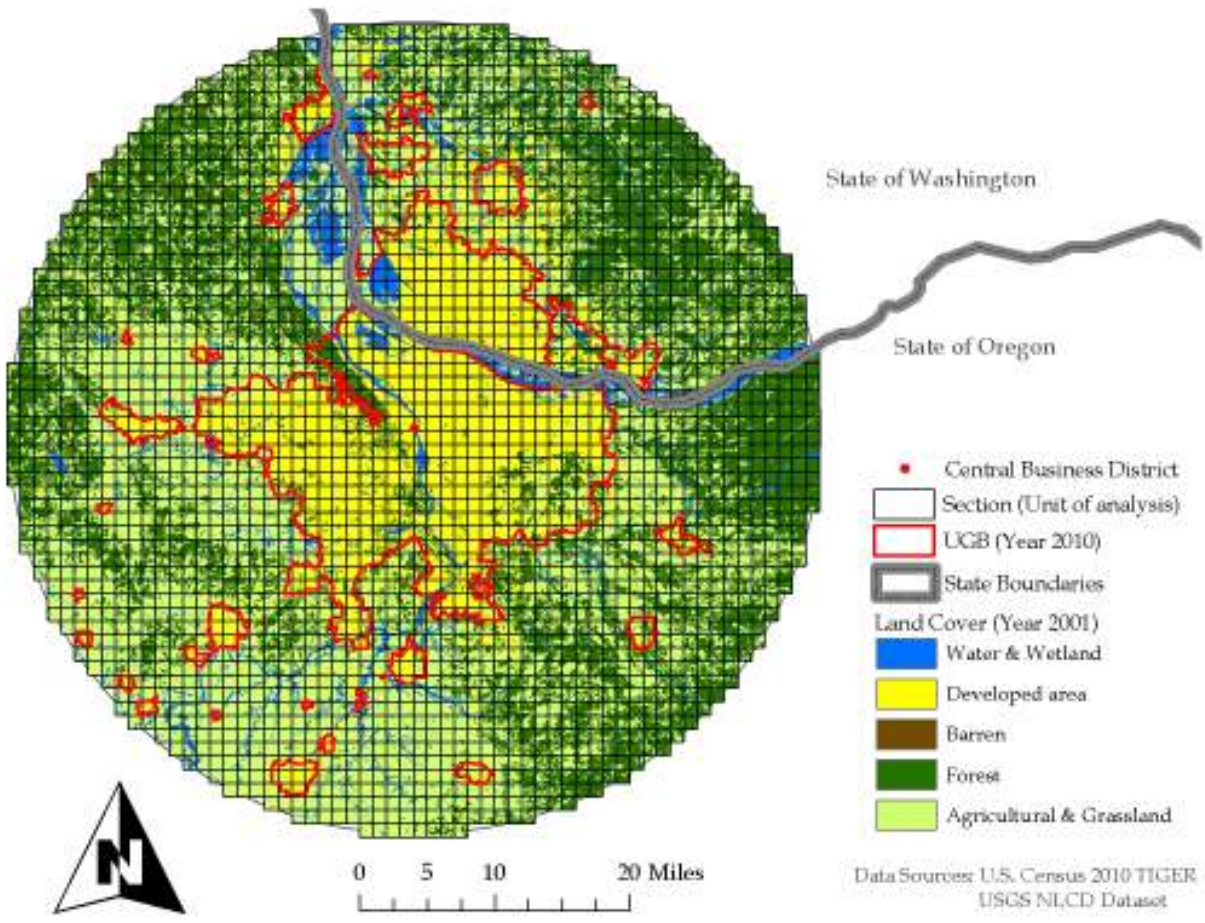 State of Washington
State of Oregon
Central Business District
Section (Unit of analysis)
UGB (Year 2010)
State Boundaries
Land Cover (Year 2001)
Water & Wetland
Developed area
Barren
Forest
Agricultural & Grassland
N
0 5 10 20 Miles
Data Sources: U.S. Census 2010 TIGER
USGS NLCD Dataset